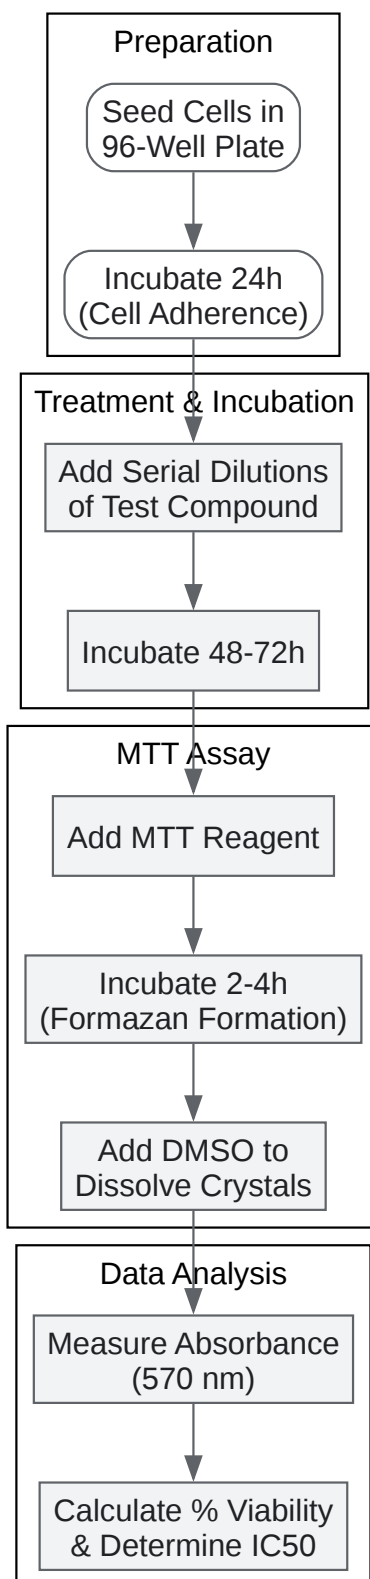 Preparation
Seed Cells in
96-Well Plate
Incubate 24h
(Cell Adherence)
Treatment & Incubation
Add Serial Dilutions
of Test Compound
Incubate 48-72h
MTT Assay
Add MTT Reagent
Incubate 2-4h
(Formazan Formation)
Add DMSO to
Dissolve Crystals
Data Analysis
Measure Absorbance
(570 nm)
Calculate % Viability
& Determine IC50